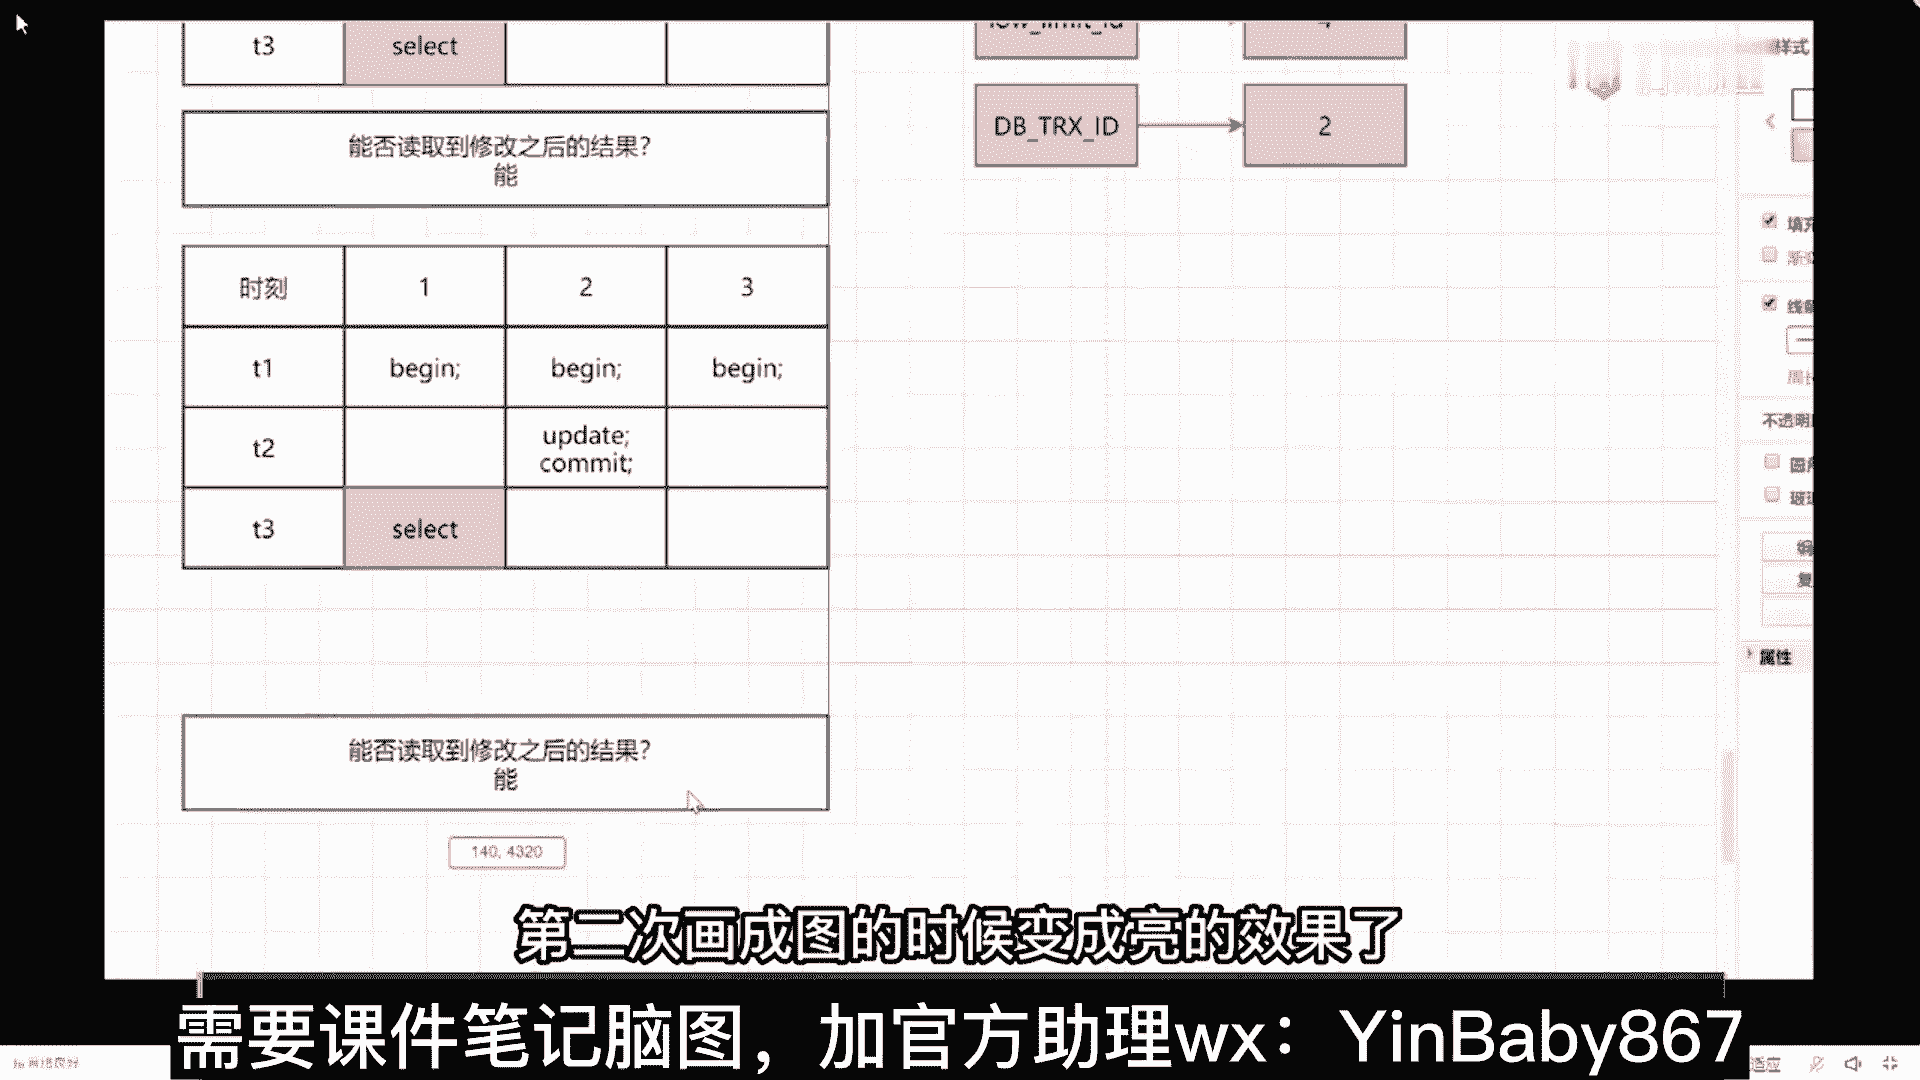 t3 select
low_limit_id 4
样式
DB_TRX_ID 2
能否读取到修改之后的结果?
能
填充
时刻 1 2 3
t1 begin; begin; begin;
不透明
t2 update;
commit;
t3 select
属性
能否读取到修改之后的结果?
能
140, 4320
第二次画成图的时候变成亮的效果了
需要课件笔记脑图，加官方助理wx：YinBaby867
适应